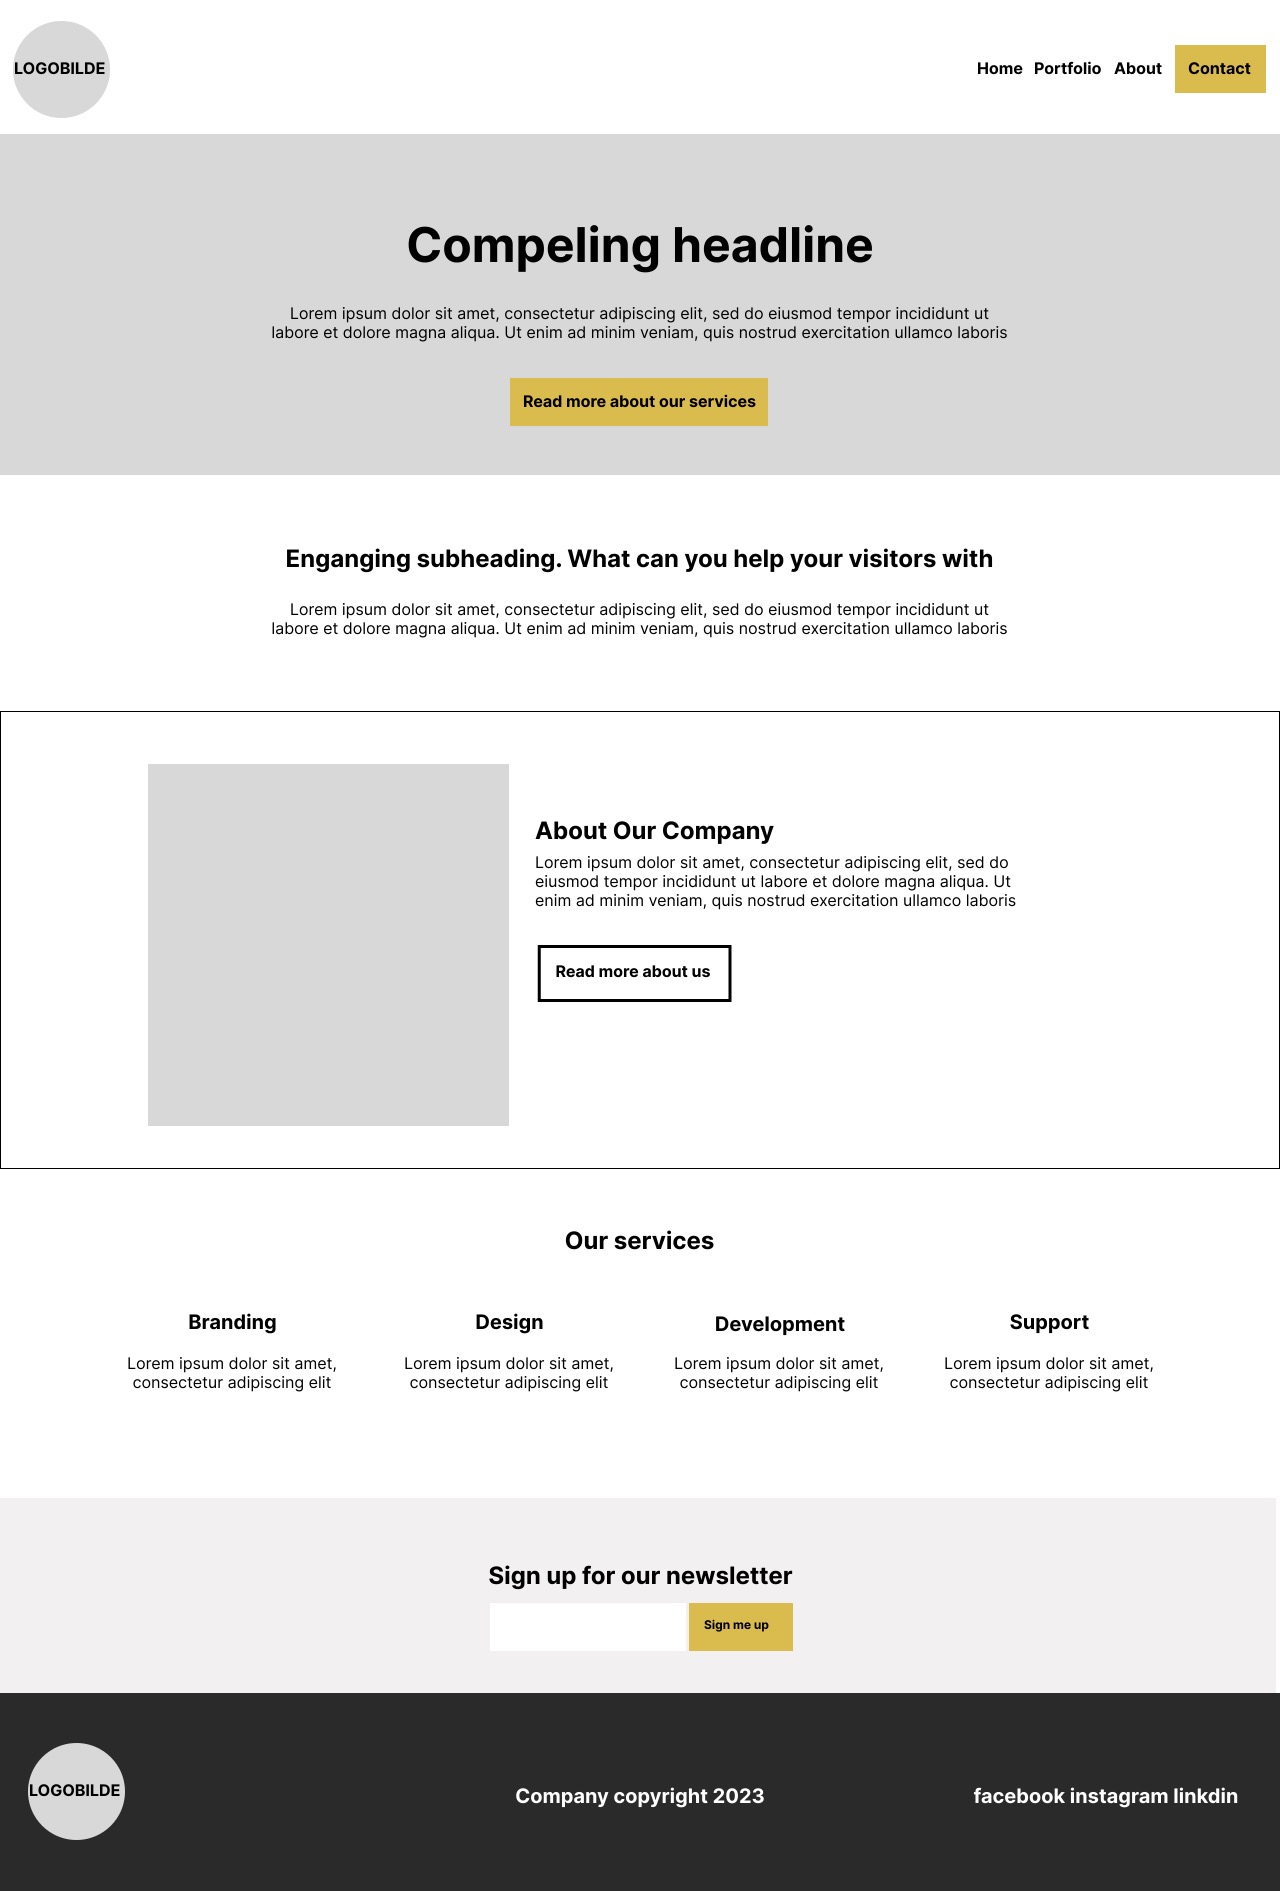 LOGOBILDE
Home Portfolio About Contact
Compeling headline
Lorem ipsum dolor sit amet, consectetur adipiscing elit, sed do eiusmod tempor incididunt ut
labore et dolore magna aliqua. Ut enim ad minim veniam, quis nostrud exercitation ullamco laboris
Read more about our services
Enganging subheading. What can you help your visitors with
Lorem ipsum dolor sit amet, consectetur adipiscing elit, sed do eiusmod tempor incididunt ut
labore et dolore magna aliqua. Ut enim ad minim veniam, quis nostrud exercitation ullamco laboris
About Our Company
Lorem ipsum dolor sit amet, consectetur adipiscing elit, sed do
eiusmod tempor incididunt ut labore et dolore magna aliqua. Ut
enim ad minim veniam, quis nostrud exercitation ullamco laboris
Read more about us
Our services
Branding
Lorem ipsum dolor sit amet,
consectetur adipiscing elit
Design
Lorem ipsum dolor sit amet,
consectetur adipiscing elit
Development
Lorem ipsum dolor sit amet,
consectetur adipiscing elit
Support
Lorem ipsum dolor sit amet,
consectetur adipiscing elit
Sign up for our newsletter
Sign me up
LOGOBILDE
Company copyright 2023
facebook instagram linkdin